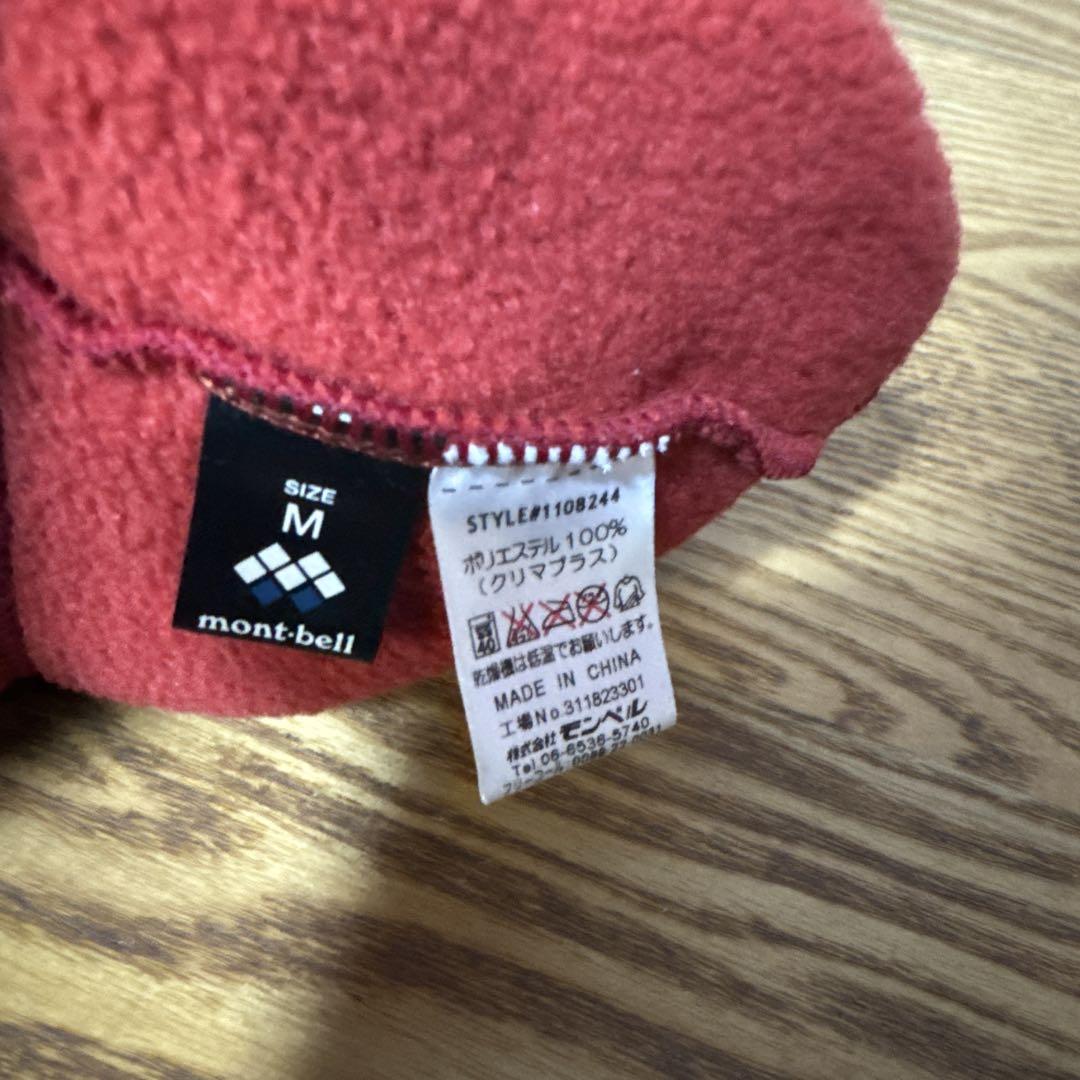 SIZE
M
mont·bell
STYLE#1108244
ポリエステル100%
(クリマプラス)
40
乾燥機は低温でお願いします。
MADE IN CHINA
工場No.311823301
株式会社 モンベル
Tel.06-6536-5740